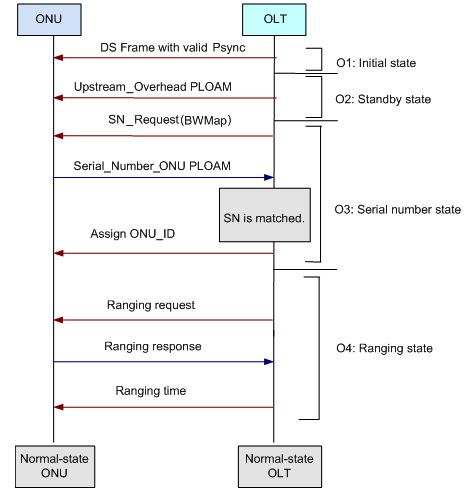 ONU
OLT
DS Frame with valid Psync
O1: Initial state
Upstream_Overhead PLOAM
O2: Standby state
SN_Request(BWMap)
Serial_Number_ONU PLOAM
SN is matched.
O3: Serial number state
Assign ONU_ID
Ranging request
Ranging response
O4: Ranging state
Ranging time
Normal-state
ONU
Normal-state
OLT